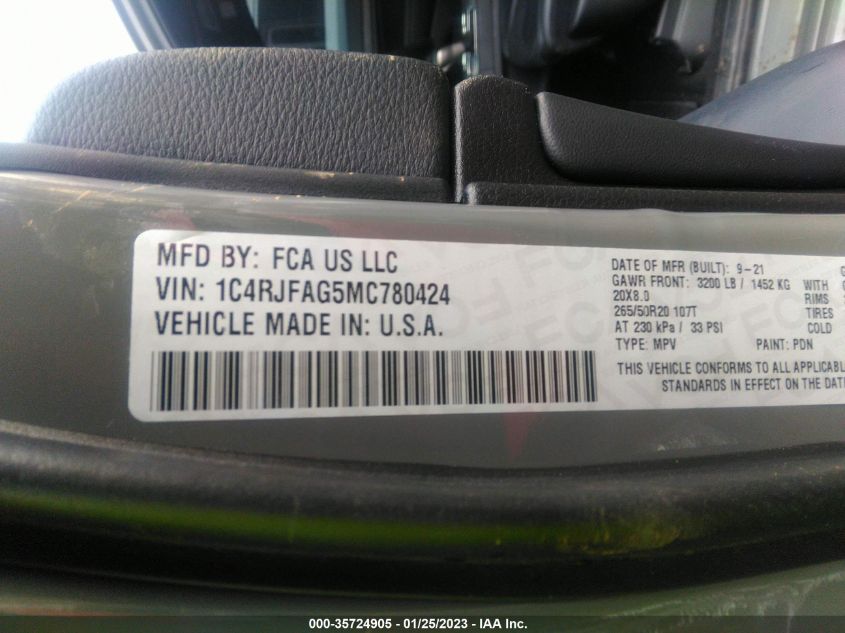 MFD BY: FCA US LLC
VIN: 1C4RJFAG5MC780424
VEHICLE MADE IN: U.S.A.
DATE OF MFR (BUILT): 9-21
GAWR FRONT: 3200 LB / 1452 KG WITH
20X8.0 RIMS
265/50R20 107T TIRES
AT 230 kPa / 33 PSI COLD
TYPE: MPV PAINT: PDN
THIS VEHICLE CONFORMS TO ALL APPLICABL
STANDARDS IN EFFECT ON THE DAT
000-35724905 - 01/25/2023 - IAA Inc.